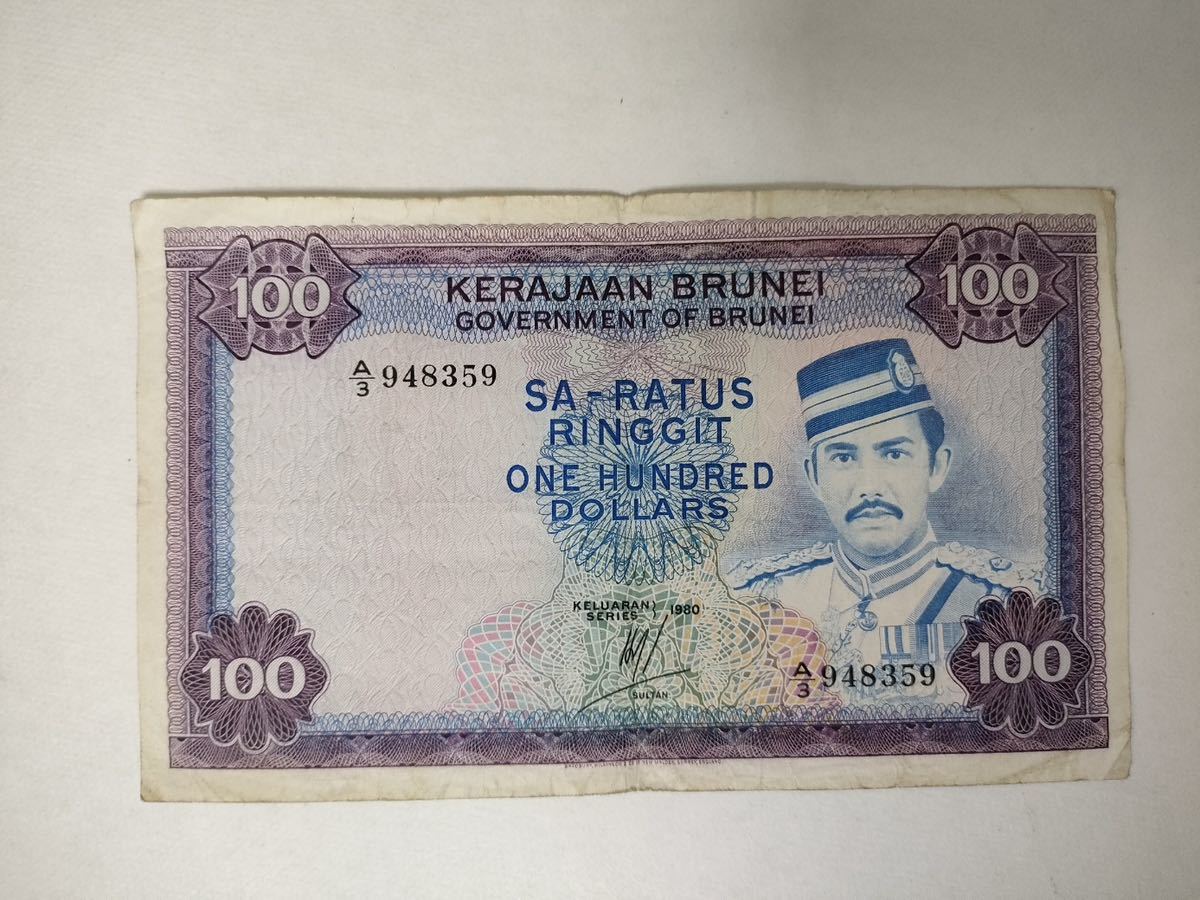 100
KERAJAAN BRUNEI
100
GOVERNMENT OF BRUNEI
A/3 948359
SA-RATUS
RINGGIT
ONE HUNDRED
DOLLARS
KELUARAN
SERIES } 1980
SULTAN
A/3 948359
100
100